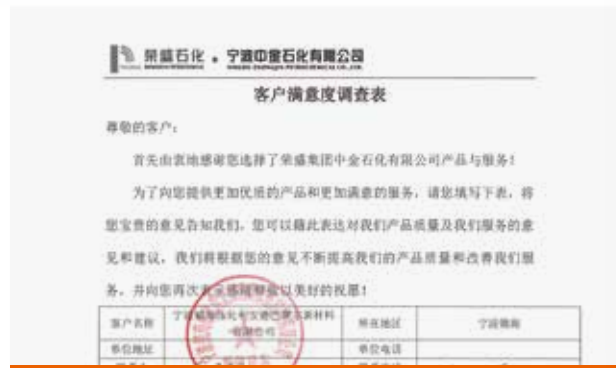 荣盛石化 · 宁波中金石化有限公司
客户满意度调查表
尊敬的客户:
首先由衷地感谢您选择了荣盛集团中金石化有限公司产品与服务!
为了向您提供更加优质的产品和更加满意的服务,请您填写下表,将
您宝贵的意见告知我们,您可以藉此表达对我们产品质量及我们服务的意
见和建议,我们将根据您的意见不断提高我们的产品质量和改善我们服
务。并向您再次表示感谢和致以美好的祝愿!
客户名称 新材料 有限公司 所在地区 宁波镇海
单位地址 单位电话